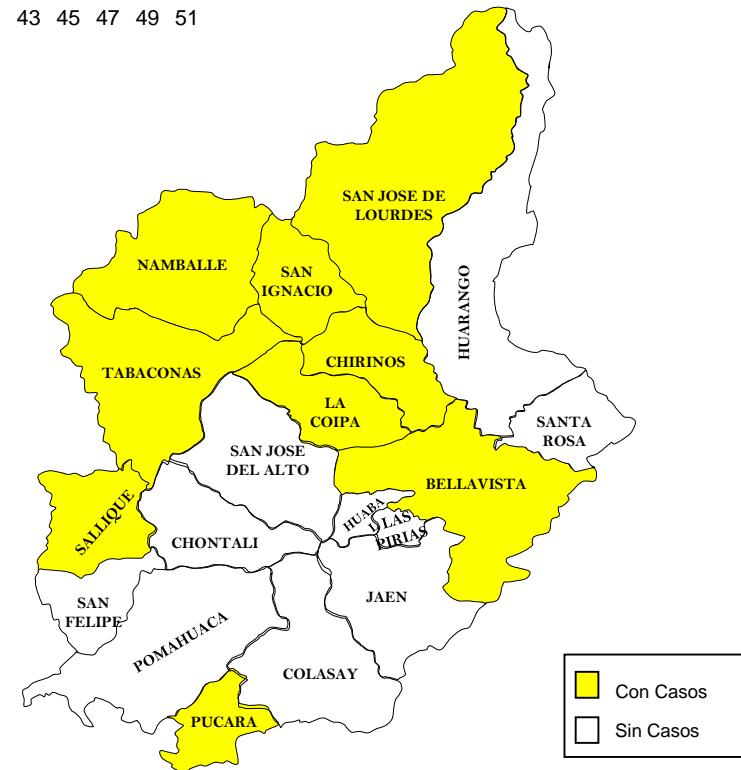 43 45 47 49 51
SAN JOSE DE
LOURDES
NAMBALLE
SAN
IGNACIO
HUARANGO
CHIRINOS
TABACONAS
LA
COIPA
SANTA
ROSA
SAN JOSE
DEL ALTO
BELLAVISTA
SALLIQUE
HUABA
L
LAS
PIRIAS
CHONTALI
SAN
FELIPE
JAEN
POMAHUACA
COLASAY
PUCARA
Con Casos
Sin Casos